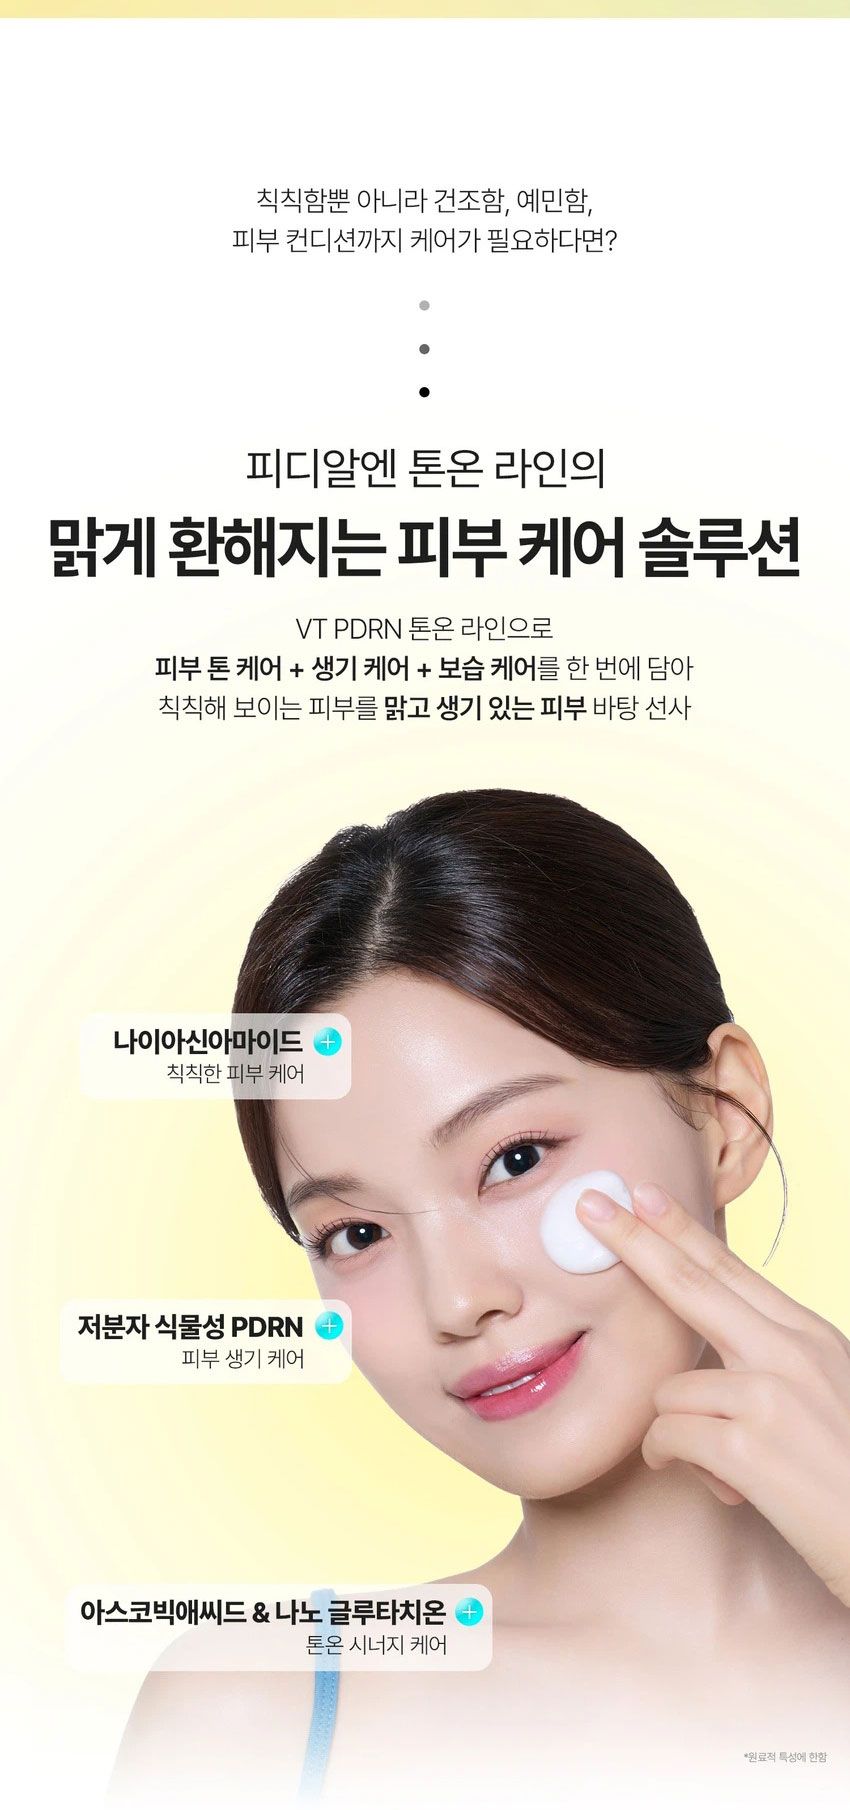 칙칙함뿐 아니라 건조함, 예민함,
피부 컨디션까지 케어가 필요하다면?
피디알엔 톤온 라인의
맑게 환해지는 피부 케어 솔루션
VT PDRN 톤온 라인으로
피부 톤 케어 + 생기 케어 + 보습 케어를 한 번에 담아
칙칙해 보이는 피부를 맑고 생기 있는 피부 바탕 선사
나이아신아마이드
칙칙한 피부 케어
저분자 식물성 PDRN
피부 생기 케어
아스코빅애씨드 & 나노 글루타치온
톤온 시너지 케어
*원료적 특성에 한함